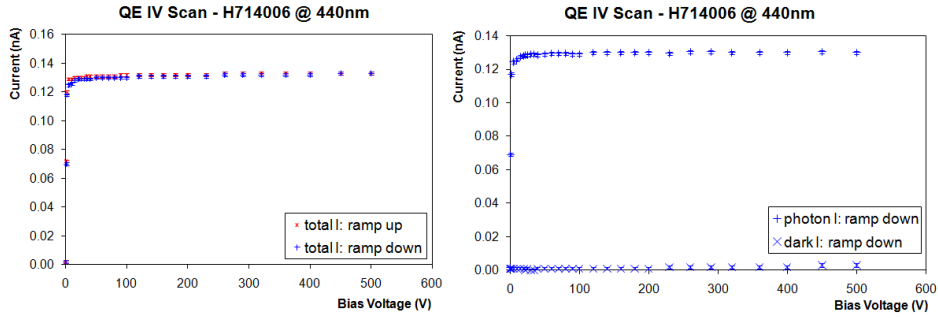 QE IV Scan - H714006 @ 440nm
Current (nA)
0.16
0.14
0.12
0.10
0.08
0.06
0.04
0.02
0.00
total I: ramp up
total I: ramp down
0 100 200 300 400 500 600
Bias Voltage (V)
QE IV Scan - H714006 @ 440nm
Current (nA)
0.14
0.12
0.10
0.08
0.06
0.04
0.02
0.00
photon I: ramp down
dark I: ramp down
0 100 200 300 400 500 600
Bias Voltage (V)